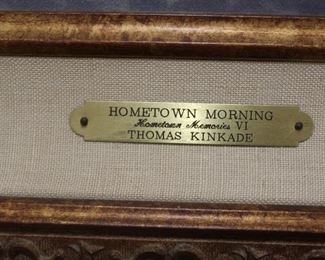 HOMETOWN MORNING
Hometown Memories VI
THOMAS KINKADE